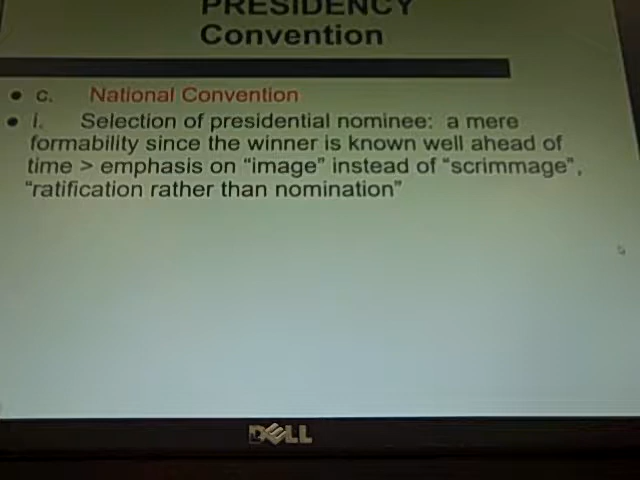 PRESIDENCY
Convention
• c. National Convention
• i. Selection of presidential nominee: a mere
formability since the winner is known well ahead of
time > emphasis on “image” instead of “scrimmage”,
“ratification rather than nomination”
DELL